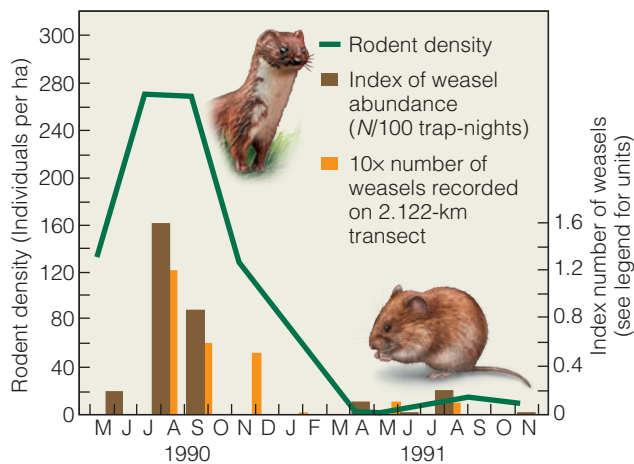 Rodent density
Index of weasel
abundance
(N/100 trap-nights)
10× number of
weasels recorded
on 2.122-km
transect
Rodent density (Individuals per ha)
300
280
240
200
160
120
80
40
0
1.6
1.2
0.8
0.4
0
Index number of weasels
(see legend for units)
M J J A S O N D J F M A M J J A S O N
1990 1991